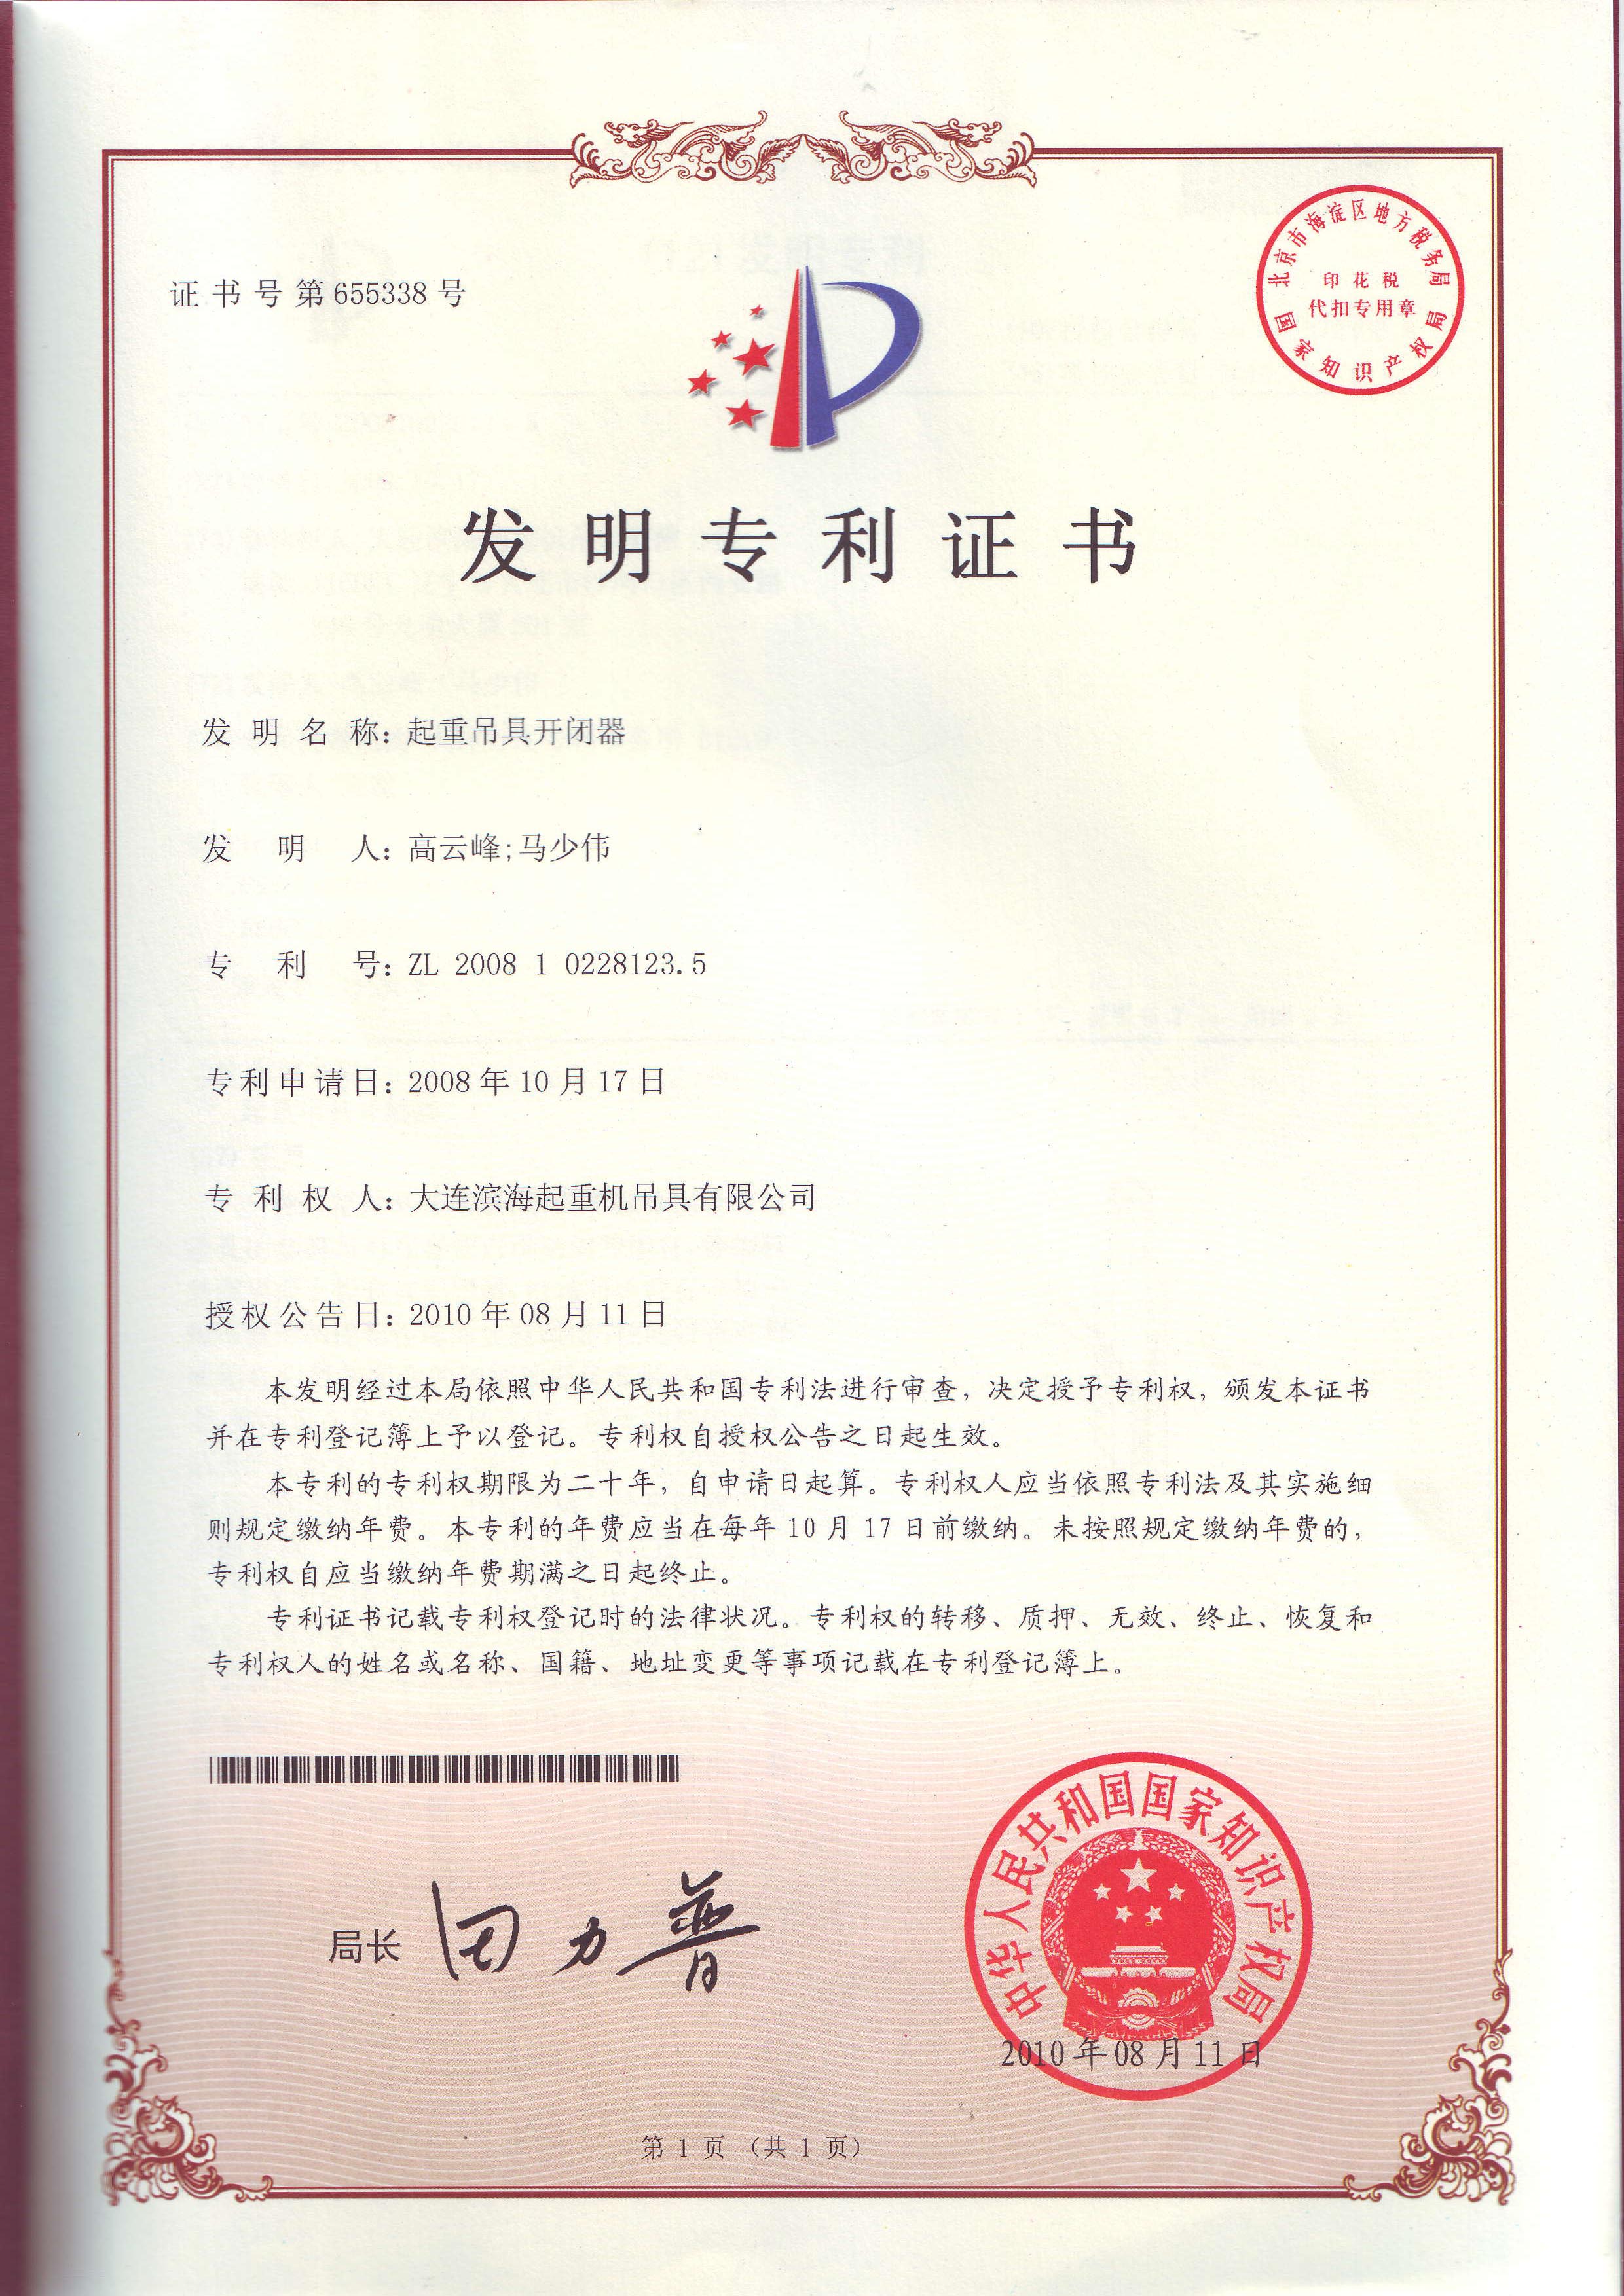 证书号第655338号
北京市海淀区地方税务局
印花税
代扣专用章
国家知识产权局
发明专利证书
发明名称：起重吊具开闭器
发明人：高云峰;马少伟
专利号：ZL 2008 1 0228123.5
专利申请日：2008年10月17日
专利权人：大连滨海起重机吊具有限公司
授权公告日：2010年08月11日
本发明经过本局依照中华人民共和国专利法进行审查，决定授予专利权，颁发本证书
并在专利登记簿上予以登记。专利权自授权公告之日起生效。
本专利的专利权期限为二十年，自申请日起算。专利权人应当依照专利法及其实施细
则规定缴纳年费。本专利的年费应当在每年10月17日前缴纳。未按照规定缴纳年费的，
专利权自应当缴纳年费期满之日起终止。
专利证书记载专利权登记时的法律状况。专利权的转移、质押、无效、终止、恢复和
专利权人的姓名或名称、国籍、地址变更等事项记载在专利登记簿上。
局长 田力普
中华人民共和国国家知识产权局
2010年08月11日
第1页（共1页）